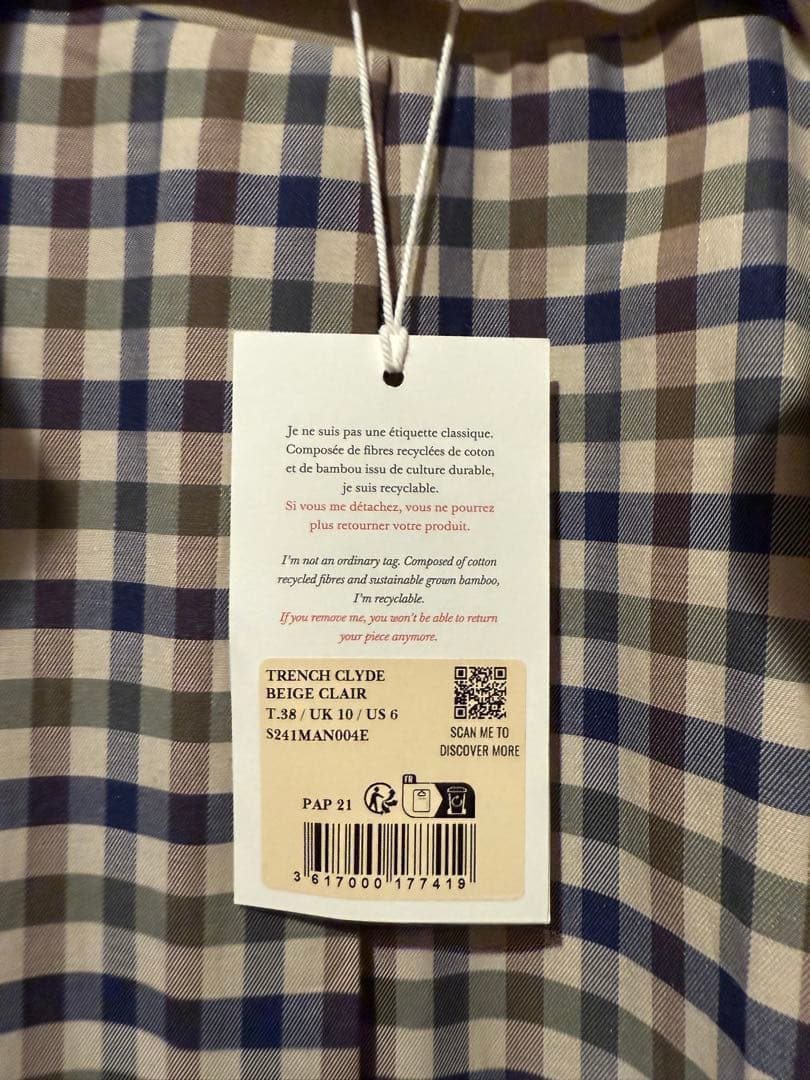 Je ne suis pas une étiquette classique.
Composée de fibres recyclées de coton
et de bambou issu de culture durable,
je suis recyclable.
Si vous me détachez, vous ne pourrez
plus retourner votre produit.
I'm not an ordinary tag. Composed of cotton
recycled fibres and sustainable grown bamboo,
I'm recyclable.
If you remove me, you won't be able to return
your piece anymore.
TRENCH CLYDE
BEIGE CLAIR
T.38 / UK 10 / US 6
S241MAN004E
SCAN ME TO
DISCOVER MORE
PAP 21
FR
3 617000 177419